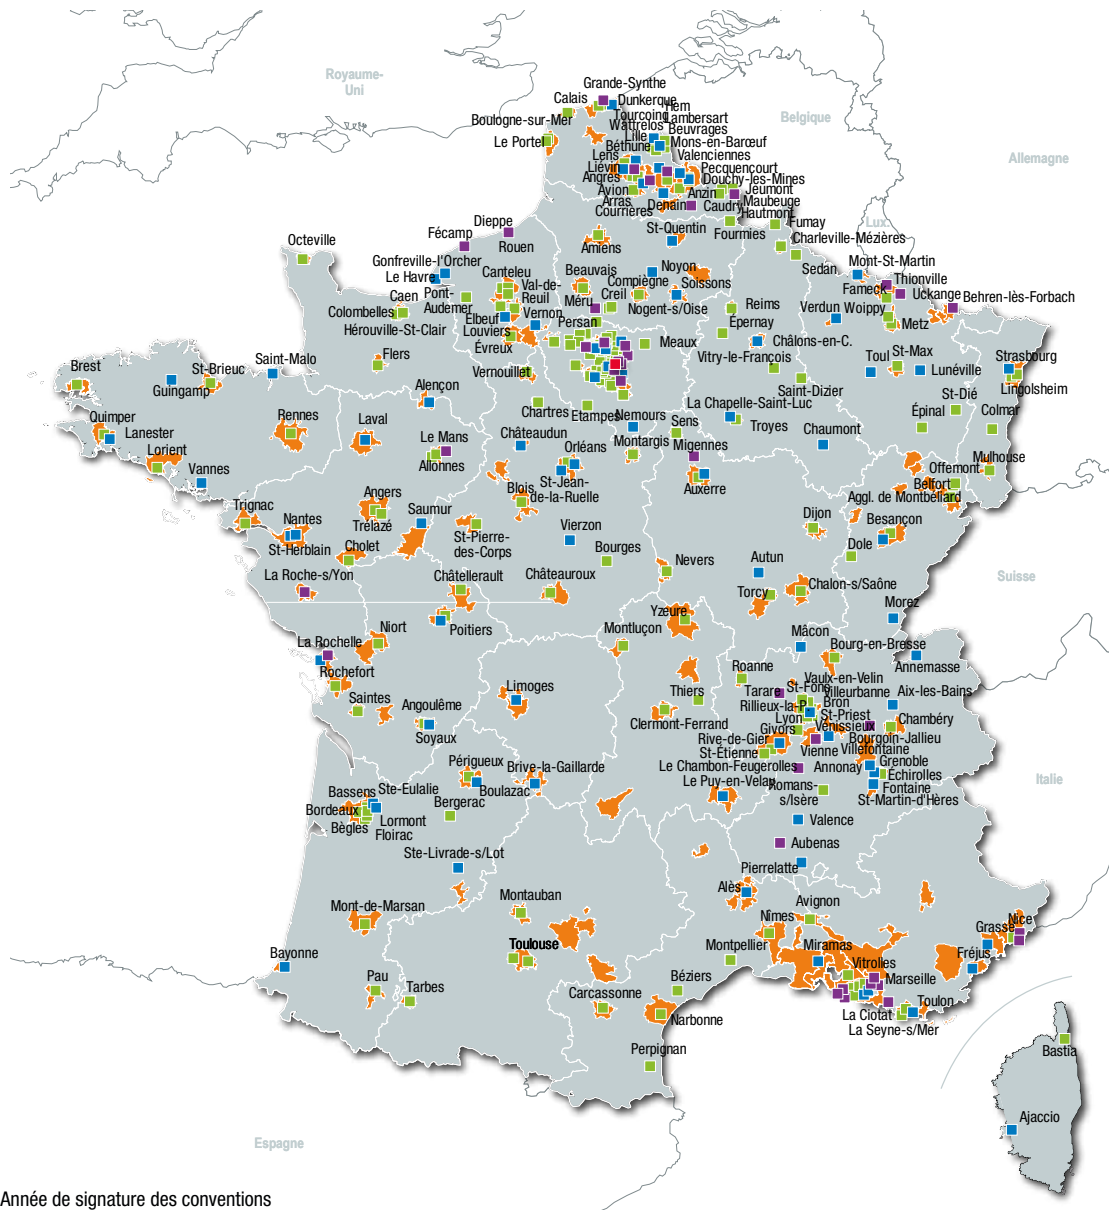 Royaume-
Uni
Belgique
Allemagne
Lux.
Suisse
Italie
Espagne
Grande-Synthe
Calais
Dunkerque
Hem
Tourcoing
Lambersart
Boulogne-sur-Mer
Wattrelos
Beuvrages
Lille
Le Portel
Béthune
Mons-en-Barœuf
Lens
Valenciennes
Liévin
Pecquencourt
Angres
Douchy-les-Mines
Avion
Anzin
Jeumont
Arras
Denain
Caudry
Maubeuge
Courrières
Hautmont
Fumay
Dieppe
Fécamp
Rouen
St-Quentin
Fourmies
Octeville
Amiens
Charleville-Mézières
Gonfreville-l'Orcher
Sedan
Mont-St-Martin
Le Havre
Canteleu
Beauvais
Noyon
Thionville
Compiègne
Soissons
Fameck
Uckange
Behren-lès-Forbach
Caen
Pont-
Audemer
Val-de-
Reuil
Creil
Méru
Nogent-s/Oise
Reims
Verdun
Woippy
Colombelles
Elbeuf
Vernon
Persan
Épernay
Metz
Hérouville-St-Clair
Louviers
Évreux
Meaux
Châlons-en-C.
Flers
Vitry-le-François
Toul
St-Max
Strasbourg
Brest
St-Brieuc
Saint-Malo
Vernouillet
Lunéville
Guingamp
Alençon
Saint-Dizier
Lingolsheim
St-Dié
Quimper
Rennes
Laval
Chartres
Etampes
Nemours
La Chapelle-Saint-Luc
Épinal
Colmar
Lanester
Le Mans
Châteaudun
Sens
Troyes
Chaumont
Lorient
Allonnes
Orléans
Montargis
Migennes
Mulhouse
Vannes
Offemont
Blois
St-Jean-
de-la-Ruelle
Auxerre
Belfort
Angers
Aggl. de Montbéliard
Trignac
Saumur
Trélazé
Dijon
Besançon
Nantes
St-Pierre-
des-Corps
Vierzon
St-Herblain
Cholet
Bourges
Dole
La Roche-s/Yon
Châtellerault
Châteauroux
Nevers
Autun
Chalon-s/Saône
Torcy
Yzeure
Morez
Niort
Poitiers
Montluçon
Mâcon
La Rochelle
Bourg-en-Bresse
Annemasse
Rochefort
Roanne
Vaulx-en-Velin
Limoges
Thiers
Tarare
St-Fons
Villeurbanne
Aix-les-Bains
Saintes
Rillieux-la-P.
Bron
Angoulême
Lyon
St-Priest
Clermont-Ferrand
Givors
Vénissieux
Chambéry
Soyaux
Rive-de-Gier
Bourgoin-Jallieu
St-Étienne
Vienne
Villefontaine
Périgueux
Brive-la-Gaillarde
Le Chambon-Feugerolles
Annonay
Grenoble
Échirolles
Boulazac
Le Puy-en-Velay
Romans-
s/Isère
Fontaine
Bassens
Ste-Eulalie
St-Martin-d'Hères
Bordeaux
Lormont
Bergerac
Valence
Bègles
Floirac
Aubenas
Ste-Livrade-s/Lot
Pierrelatte
Alès
Mont-de-Marsan
Montauban
Avignon
Nîmes
Nice
Grasse
Toulouse
Montpellier
Miramas
Bayonne
Vitrolles
Fréjus
Pau
Tarbes
Béziers
Marseille
Carcassonne
Narbonne
La Ciotat
Toulon
La Seyne-s/Mer
Perpignan
Bastia
Ajaccio
Année de signature des conventions